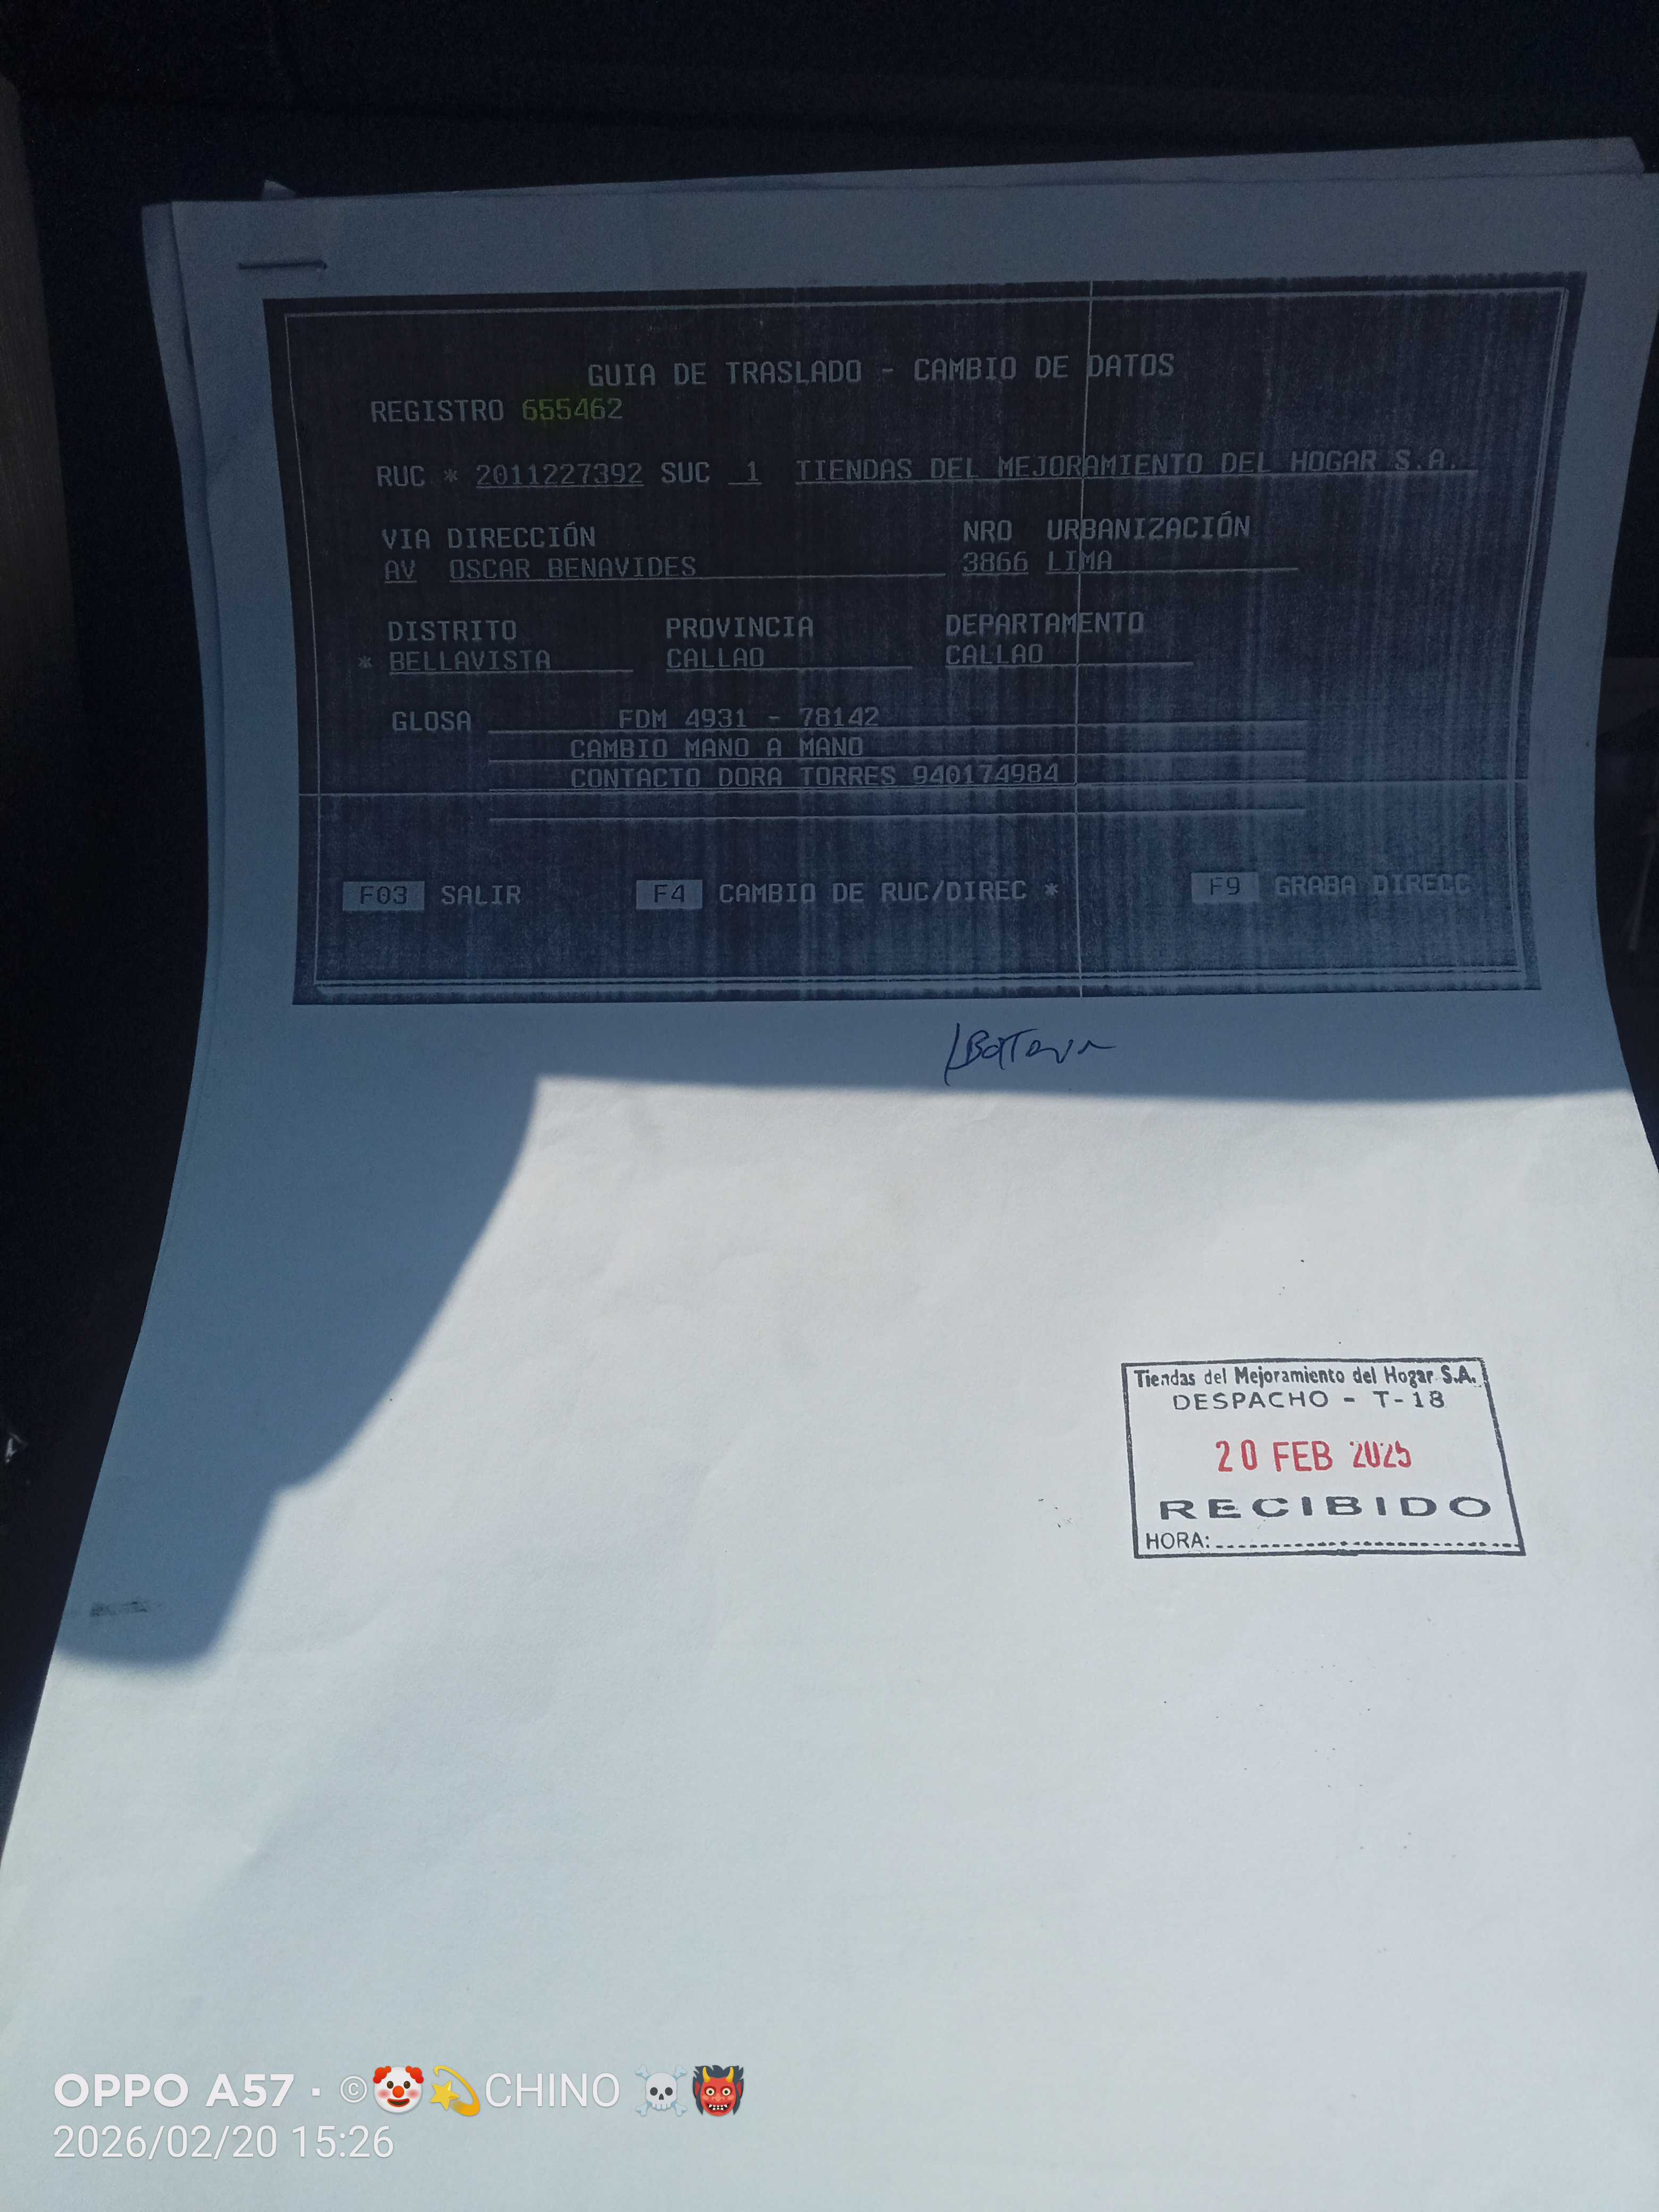 GUIA DE TRASLADO - CAMBIO DE DATOS
REGISTRO 655462
RUC * 2011227392 SUC 1 TIENDAS DEL MEJORAMIENTO DEL HOGAR S.A.
VIA DIRECCIÓN NRO URBANIZACIÓN
AV OSCAR BENAVIDES 3866 LIMA
DISTRITO PROVINCIA DEPARTAMENTO
* BELLAVISTA CALLAO CALLAO
GLOSA FDM 4931 - 78142
CAMBIO MANO A MANO
CONTACTO DORA TORRES 940174984
F03 SALIR F4 CAMBIO DE RUC/DIREC * F9 GRABA DIRECC
Tiendas del Mejoramiento del Hogar S.A.
DESPACHO - T-18
20 FEB 2025
RECIBIDO
HORA:
OPPO A57 · ©🤡💫CHINO ☠️👹
2026/02/20 15:26